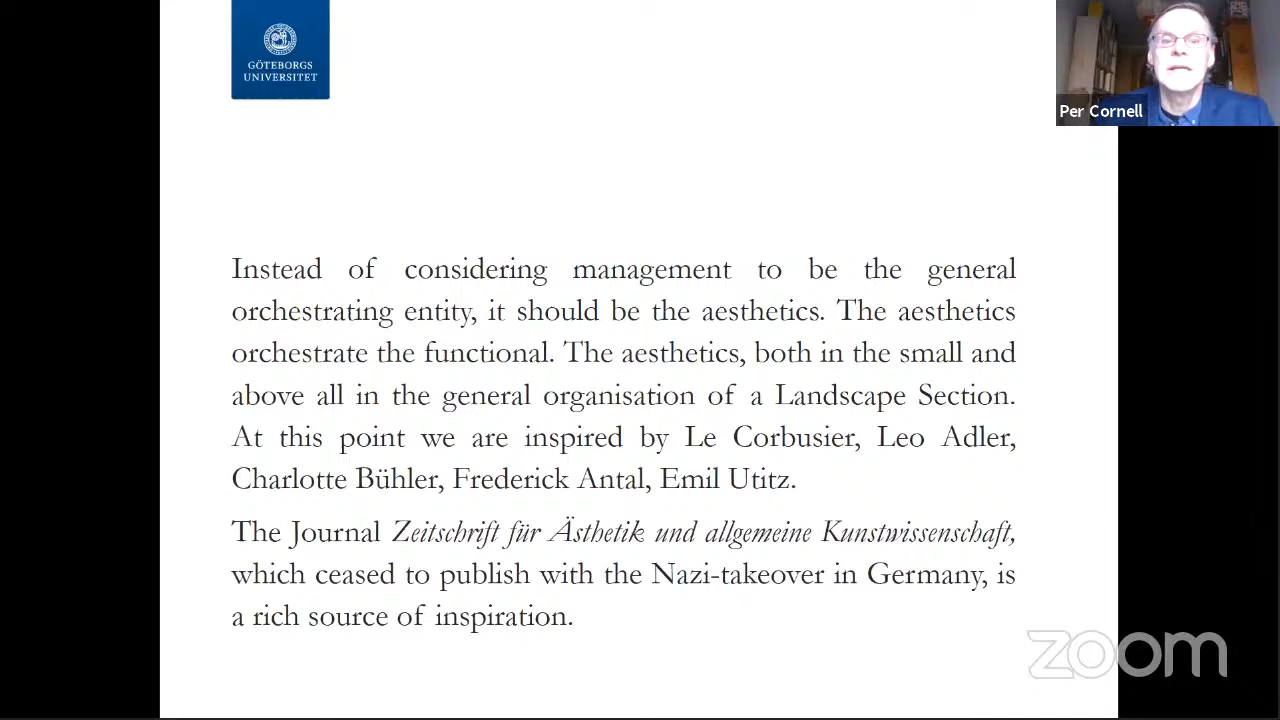 GÖTEBORGS
UNIVERSITET
Per Cornell
Instead of considering management to be the general
orchestrating entity, it should be the aesthetics. The aesthetics
orchestrate the functional. The aesthetics, both in the small and
above all in the general organisation of a Landscape Section.
At this point we are inspired by Le Corbusier, Leo Adler,
Charlotte Bühler, Frederick Antal, Emil Utitz.
The Journal Zeitschrift für Ästhetik und allgemeine Kunstwissenschaft,
which ceased to publish with the Nazi-takeover in Germany, is
a rich source of inspiration.
zoom